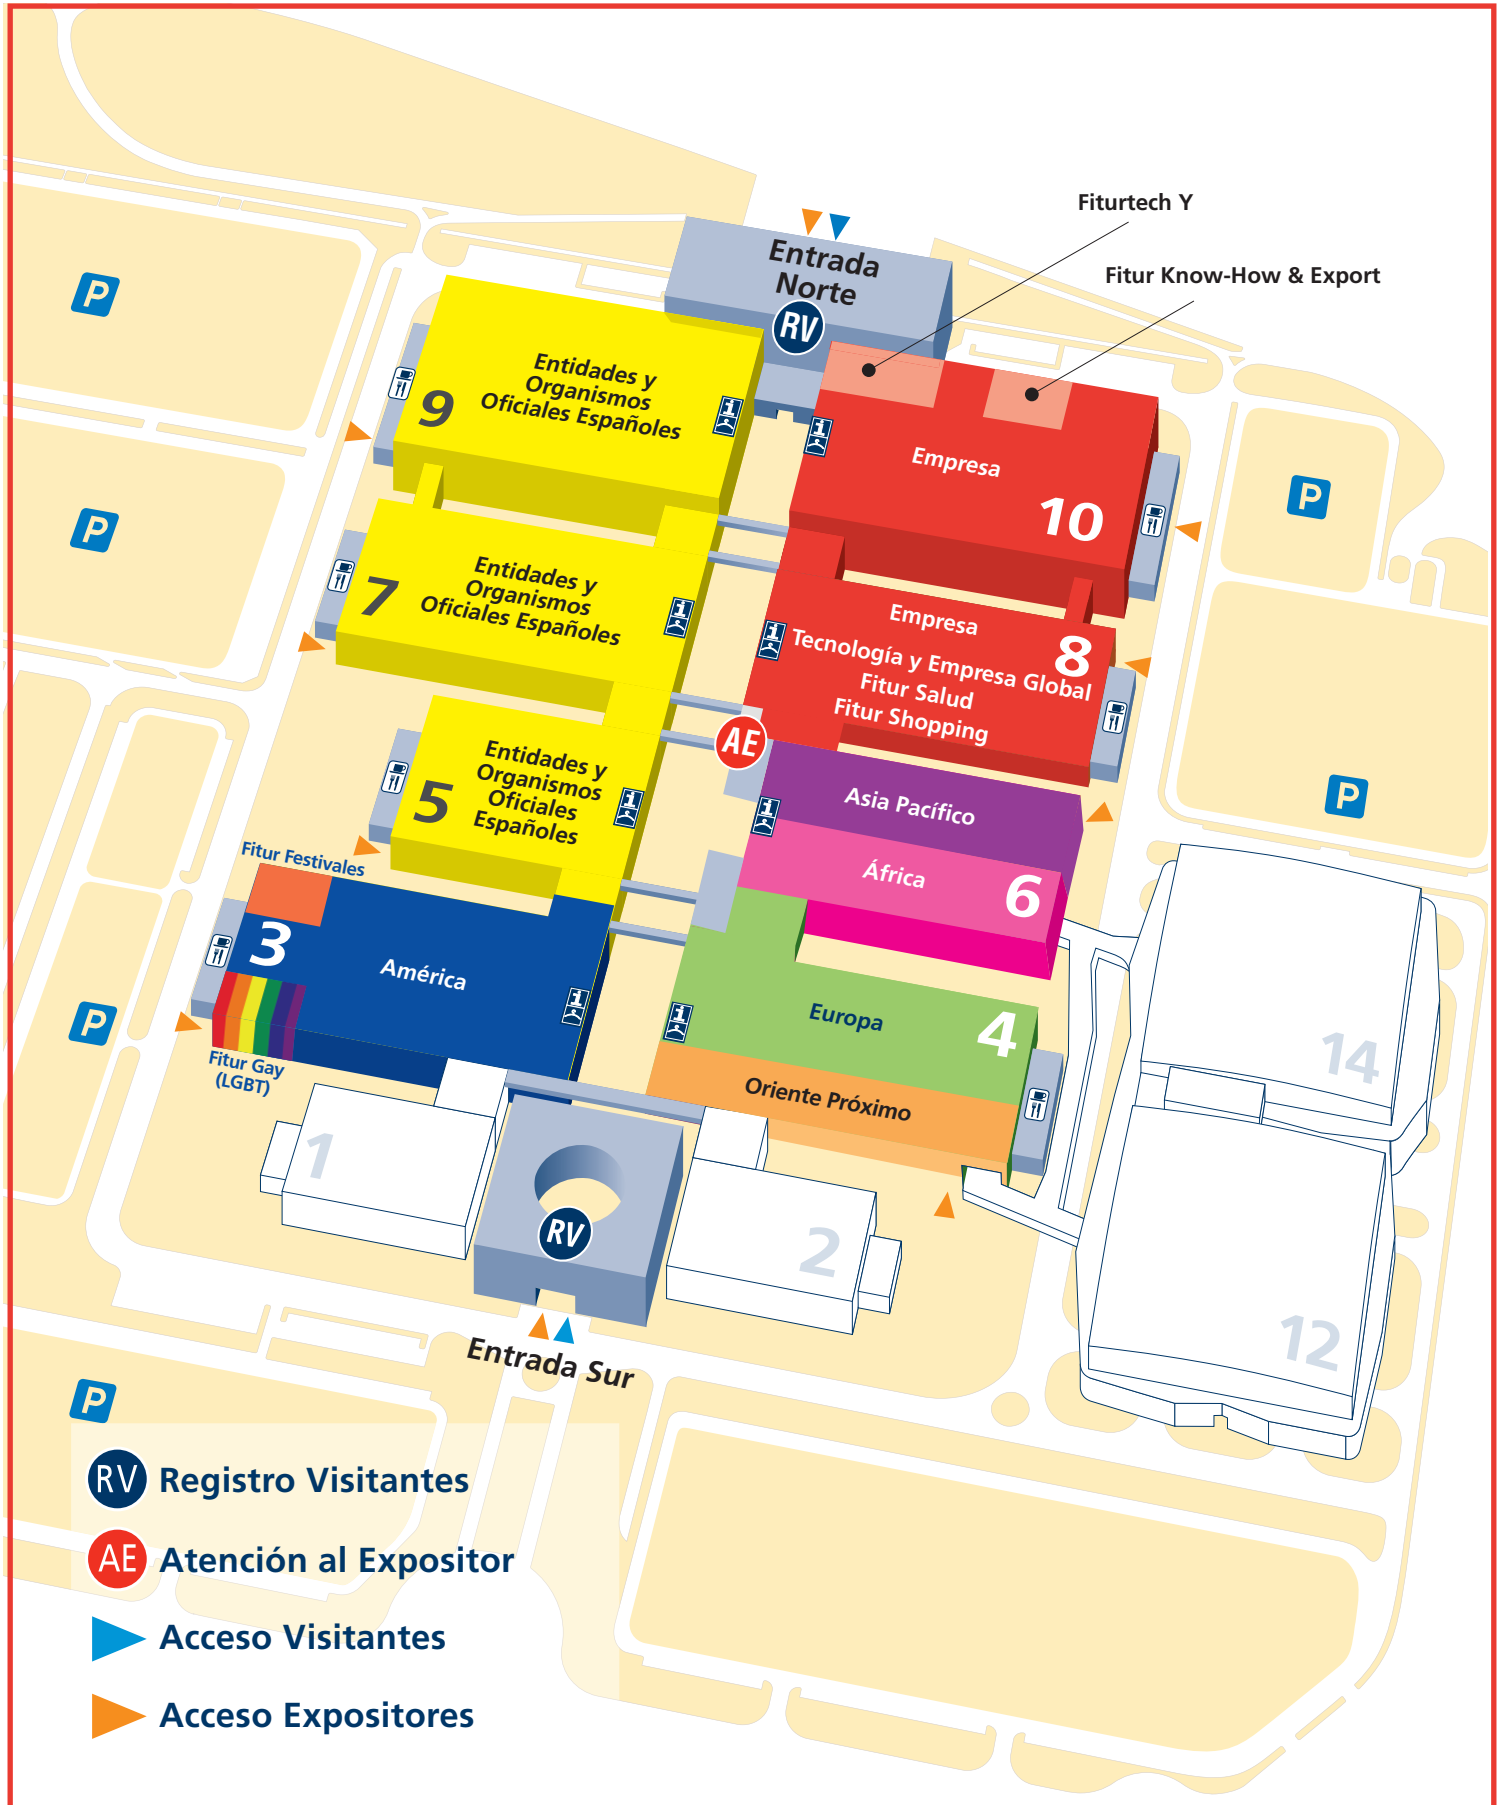 Fiturtech Y
Fitur Know-How & Export
Entrada
Norte
RV
P
Entidades y
Organismos
Oficiales Españoles
9
i
i
Empresa
10
P
P
Entidades y
Organismos
Oficiales Españoles
7
i
i
Empresa
8
Tecnología y Empresa Global
Fitur Salud
Fitur Shopping
AE
Entidades y
Organismos
Oficiales
Españoles
5
i
i
Asia Pacífico
África
6
P
Fitur Festivales
3
América
i
i
Europa
4
Oriente Próximo
P
Fitur Gay
(LGBT)
14
1
RV
2
12
Entrada Sur
P
RV Registro Visitantes
AE Atención al Expositor
Acceso Visitantes
Acceso Expositores